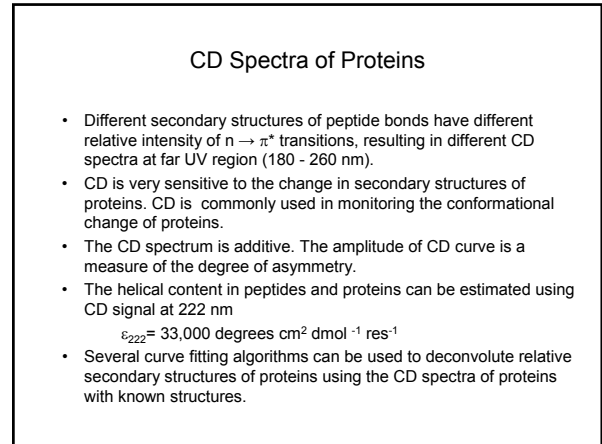 CD Spectra of Proteins
• Different secondary structures of peptide bonds have different
relative intensity of n → π* transitions, resulting in different CD
spectra at far UV region (180 - 260 nm).
• CD is very sensitive to the change in secondary structures of
proteins. CD is commonly used in monitoring the conformational
change of proteins.
• The CD spectrum is additive. The amplitude of CD curve is a
measure of the degree of asymmetry.
• The helical content in peptides and proteins can be estimated using
CD signal at 222 nm
ε₂₂₂= 33,000 degrees cm² dmol ⁻¹ res⁻¹
• Several curve fitting algorithms can be used to deconvolute relative
secondary structures of proteins using the CD spectra of proteins
with known structures.